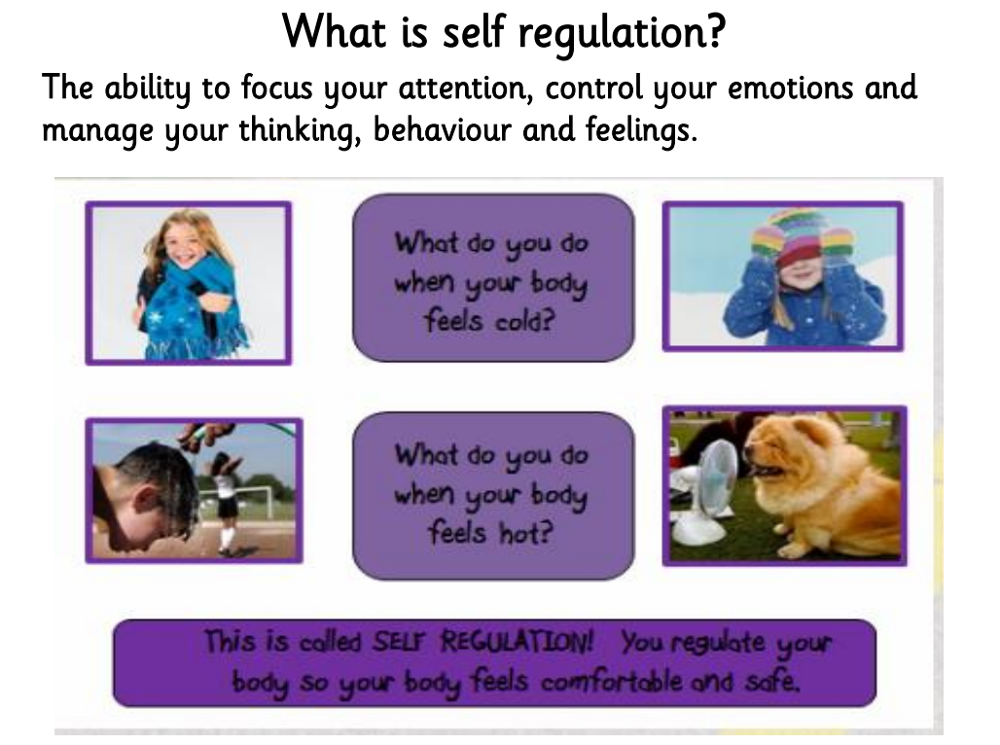 What is self regulation?
The ability to focus your attention, control your emotions and
manage your thinking, behaviour and feelings.
What do you do
when your body
feels cold?
What do you do
when your body
feels hot?
This is called SELF REGULATION! You regulate your
body so your body feels comfortable and safe.